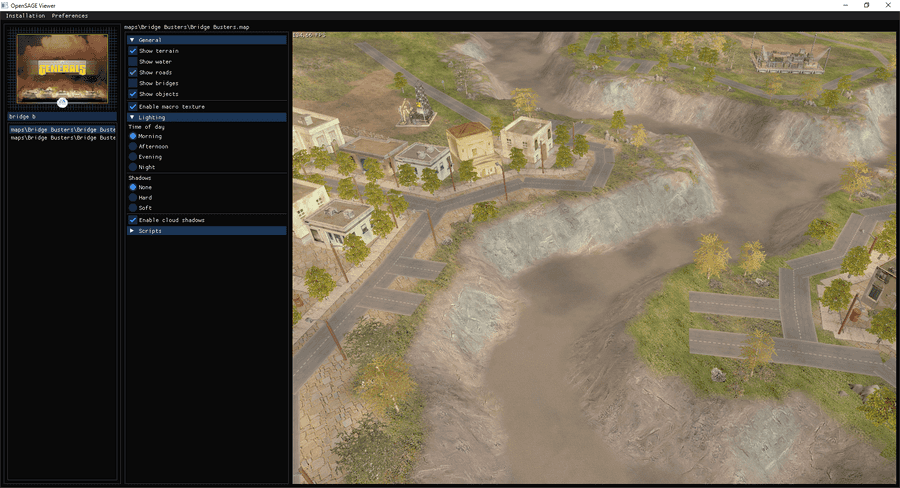 OpenSAGE Viewer
Installation Preferences
maps\Bridge Busters\Bridge Busters.map
GENERALS
bridge b
maps\Bridge Busters\Bridge Buste
maps\Bridge Busters\Bridge Buste
General
Show terrain
Show water
Show roads
Show bridges
Show objects
Enable macro texture
Lighting
Time of day
Morning
Afternoon
Evening
Night
Shadows
None
Hard
Soft
Enable cloud shadows
Scripts